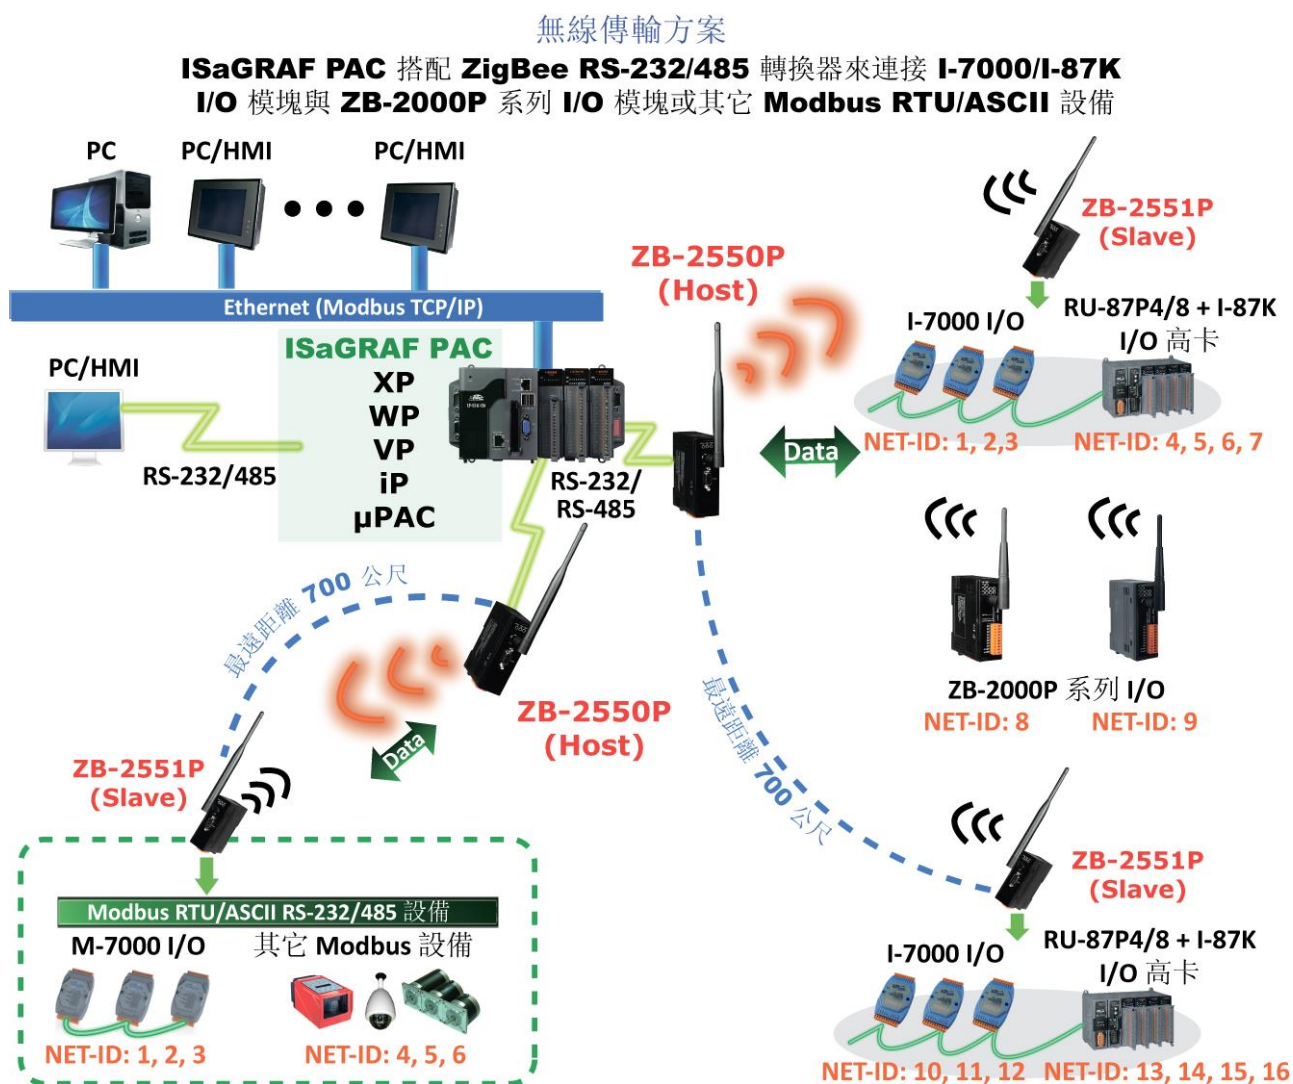 無線傳輸方案
ISaGRAF PAC 搭配 ZigBee RS-232/485 轉換器來連接 I-7000/I-87K
I/O 模塊與 ZB-2000P 系列 I/O 模塊或其它 Modbus RTU/ASCII 設備
PC
PC/HMI
PC/HMI
Ethernet (Modbus TCP/IP)
PC/HMI
RS-232/485
ISaGRAF PAC
XP
WP
VP
iP
µPAC
RS-232/
RS-485
ZB-2550P
(Host)
Data
ZB-2551P
(Slave)
I-7000 I/O
RU-87P4/8 + I-87K
I/O 高卡
NET-ID: 1, 2,3
NET-ID: 4, 5, 6, 7
ZB-2000P 系列 I/O
NET-ID: 8
NET-ID: 9
最遠距離 700 公尺
最遠距離 700 公尺
ZB-2550P
(Host)
Data
ZB-2551P
(Slave)
Modbus RTU/ASCII RS-232/485 設備
M-7000 I/O
其它 Modbus 設備
NET-ID: 1, 2, 3
NET-ID: 4, 5, 6
ZB-2551P
(Slave)
I-7000 I/O
RU-87P4/8 + I-87K
I/O 高卡
NET-ID: 10, 11, 12
NET-ID: 13, 14, 15, 16